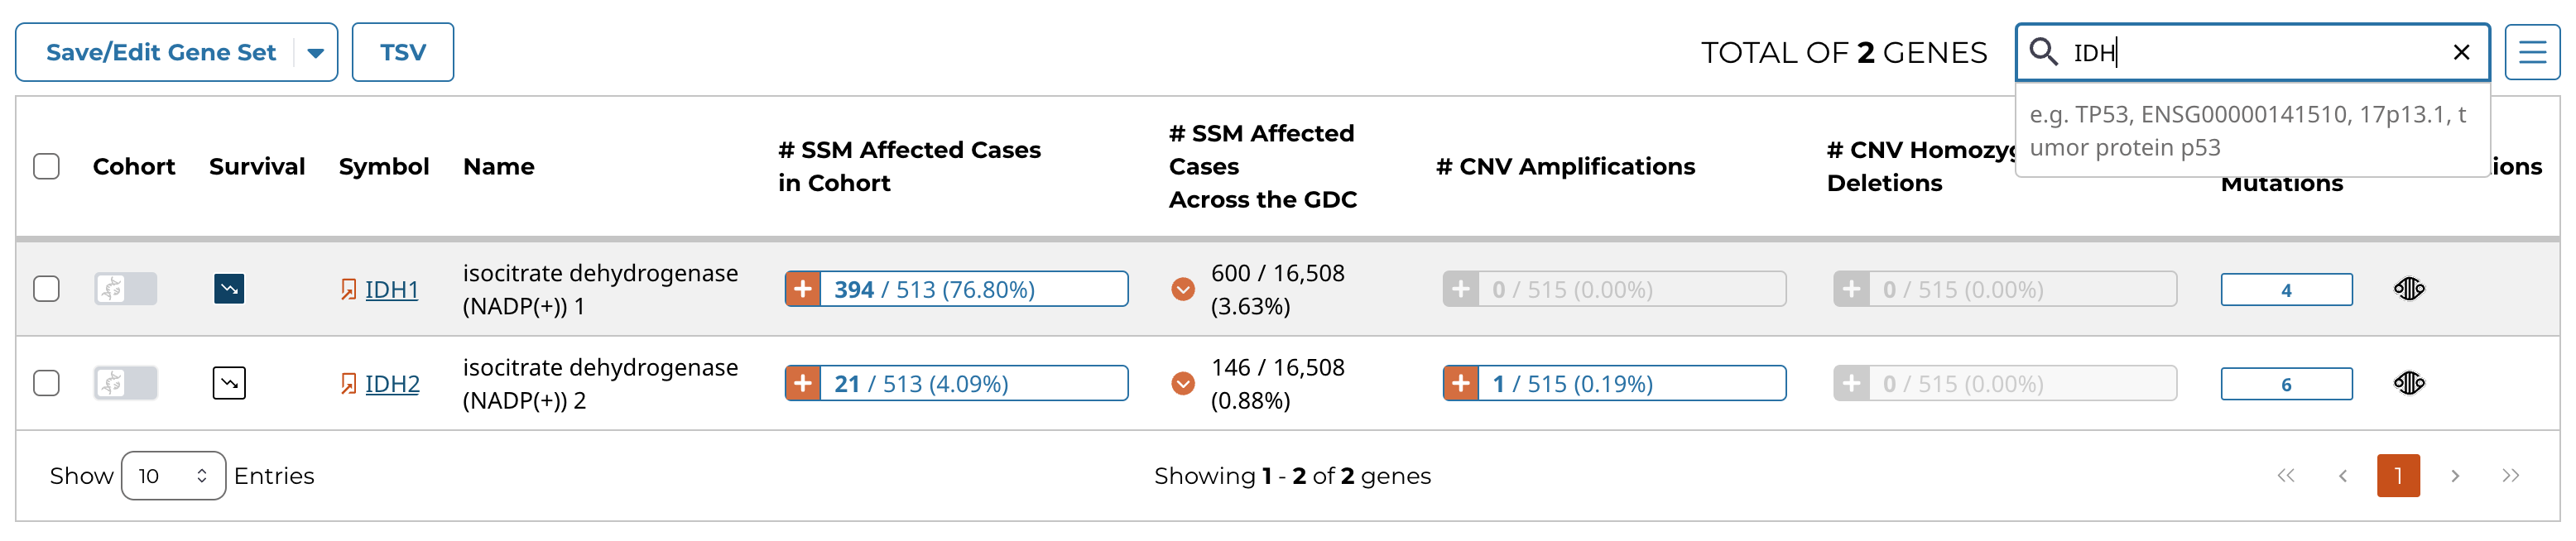 Save/Edit Gene Set
TSV
TOTAL OF 2 GENES
IDH
e.g. TP53, ENSG00000141510, 17p13.1, t
umor protein p53
Cohort
Survival
Symbol
Name
# SSM Affected Cases
in Cohort
# SSM Affected
Cases
Across the GDC
# CNV Amplifications
# CNV Homozyg
Deletions
Mutations
ions
IDH1
isocitrate dehydrogenase
(NADP(+)) 1
394 / 513 (76.80%)
600 / 16,508
(3.63%)
0 / 515 (0.00%)
0 / 515 (0.00%)
4
IDH2
isocitrate dehydrogenase
(NADP(+)) 2
21 / 513 (4.09%)
146 / 16,508
(0.88%)
1 / 515 (0.19%)
0 / 515 (0.00%)
6
Show 10 Entries
Showing 1 - 2 of 2 genes
1